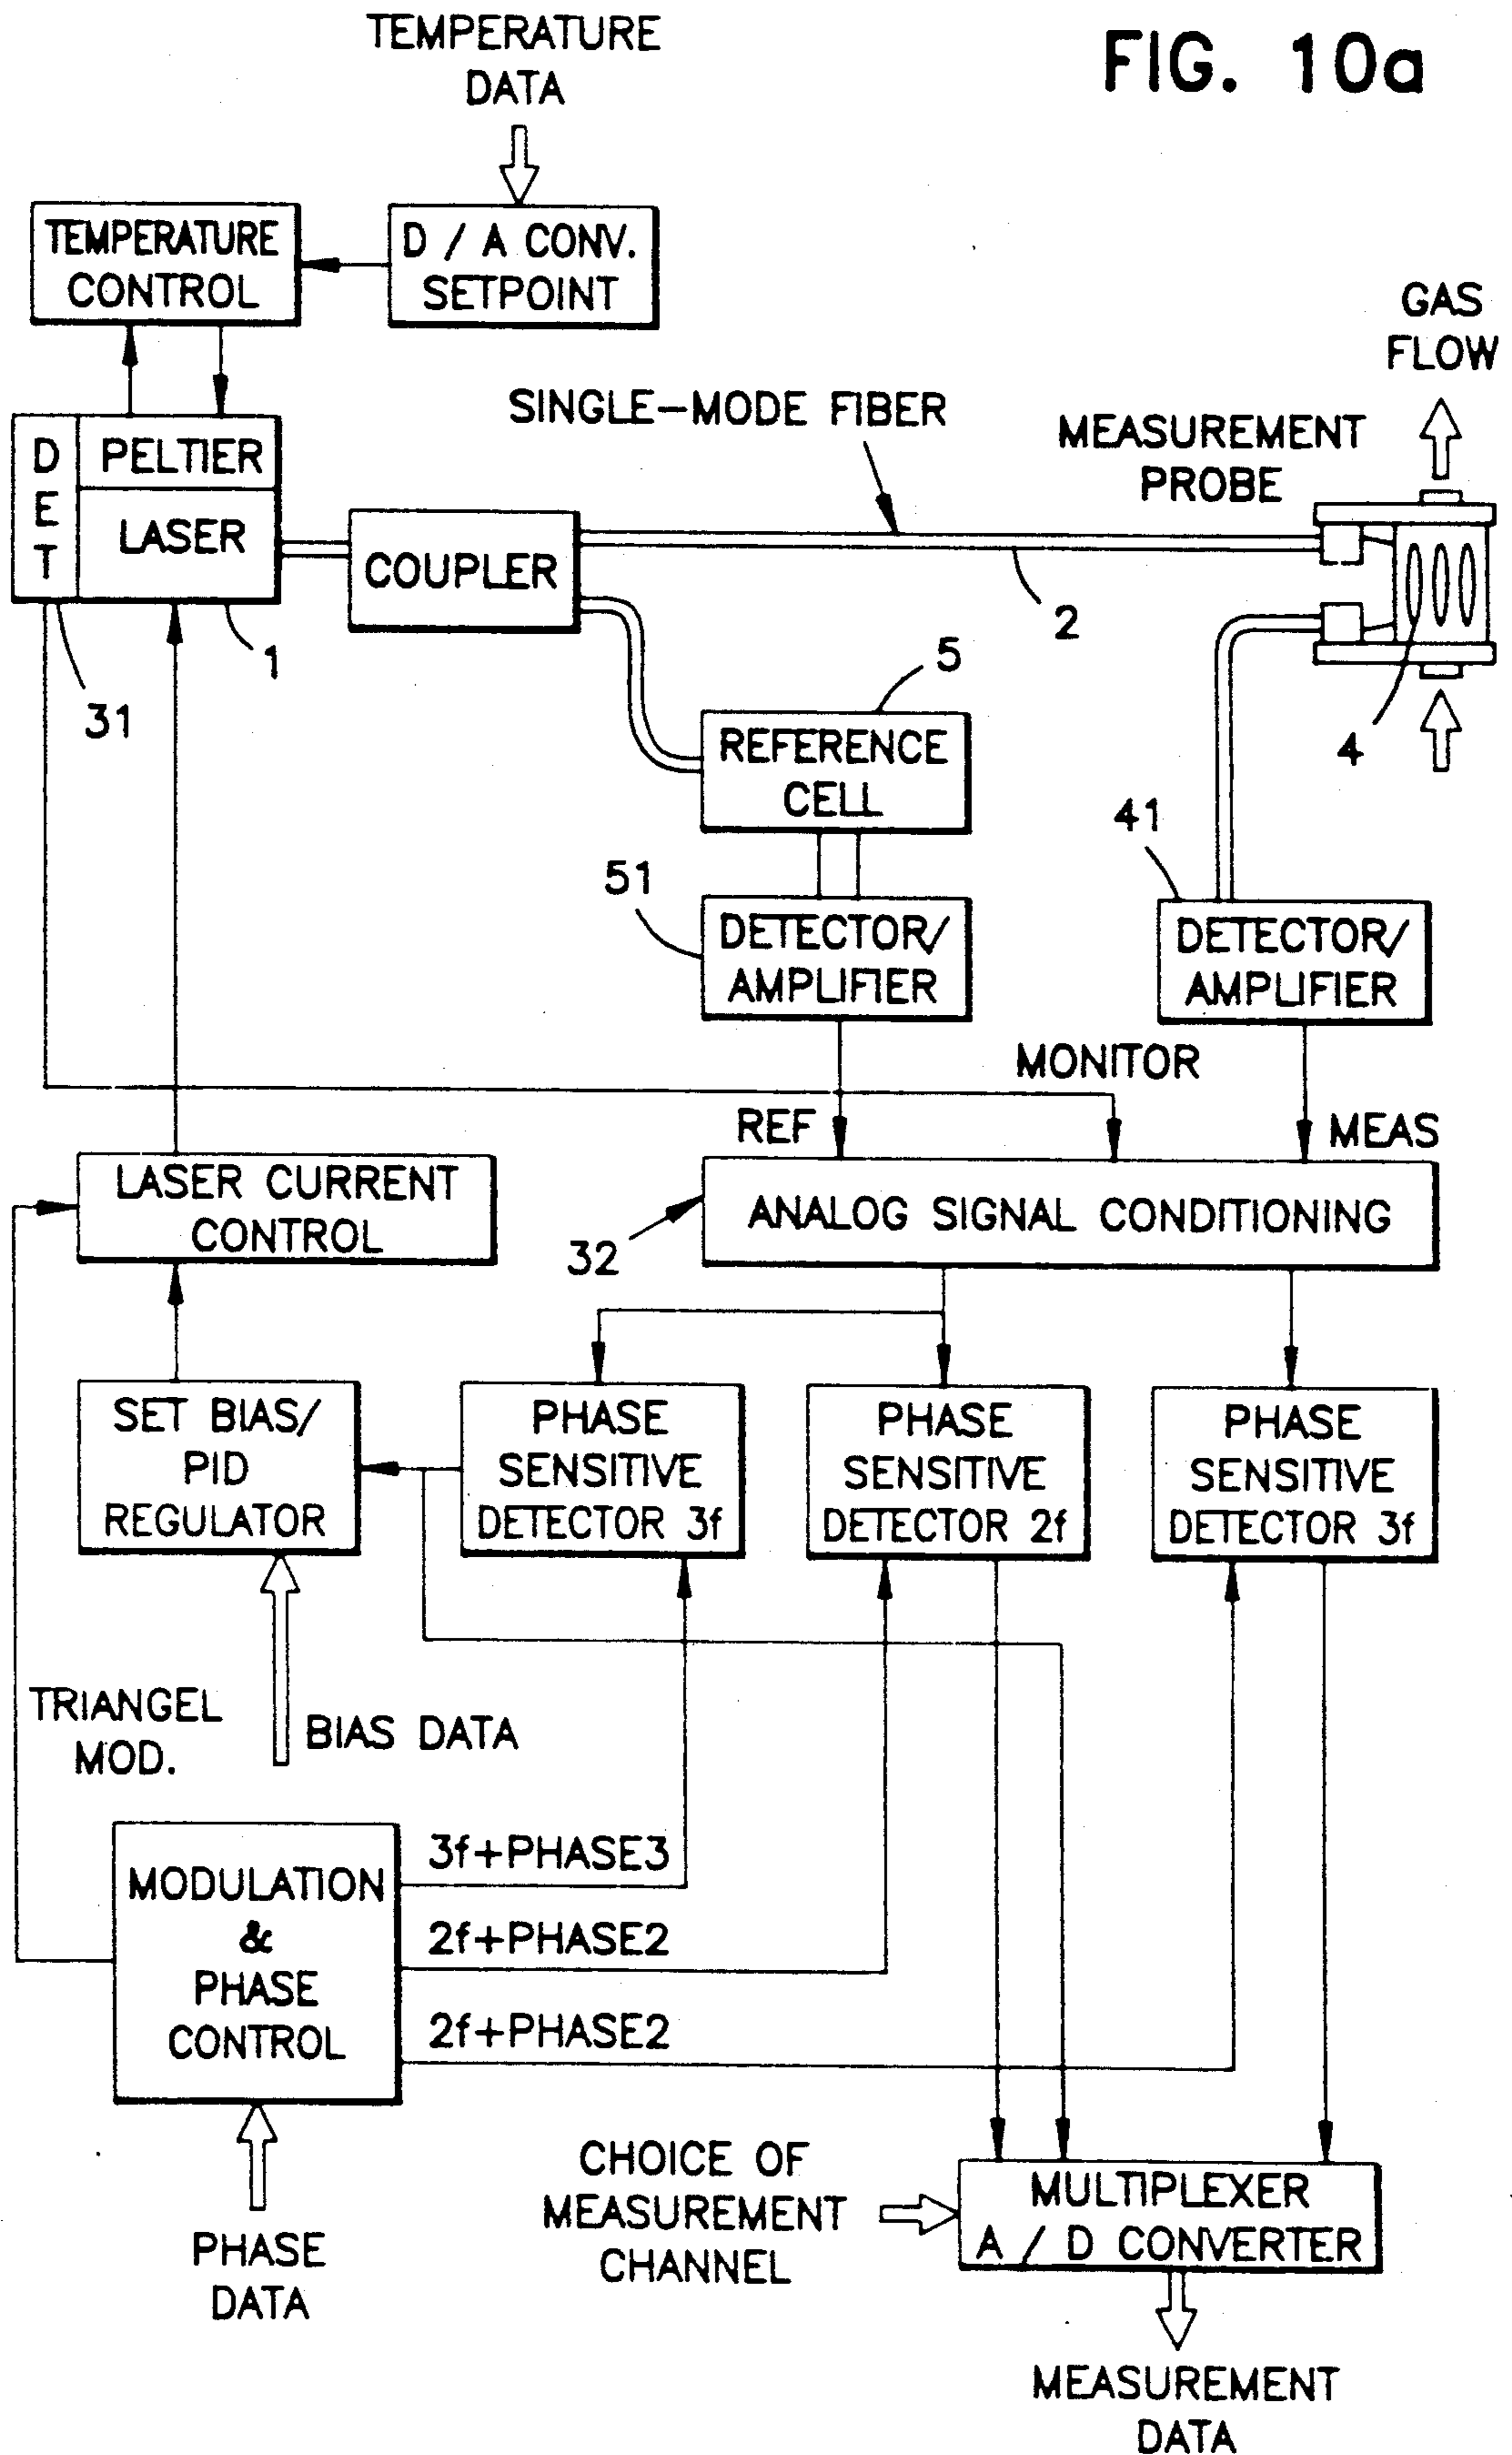 TEMPERATURE
DATA
FIG. 10a
TEMPERATURE
CONTROL
D / A CONV.
SETPOINT
GAS
FLOW
SINGLE-MODE FIBER
MEASUREMENT
PROBE
DET
PELTIER
LASER
COUPLER
2
1
31
5
4
REFERENCE
CELL
41
51
DETECTOR/
AMPLIFIER
DETECTOR/
AMPLIFIER
MONITOR
REF
MEAS
LASER CURRENT
CONTROL
ANALOG SIGNAL CONDITIONING
32
SET BIAS/
PID
REGULATOR
PHASE
SENSITIVE
DETECTOR 3f
PHASE
SENSITIVE
DETECTOR 2f
PHASE
SENSITIVE
DETECTOR 3f
TRIANGEL
MOD.
BIAS DATA
MODULATION
&
PHASE
CONTROL
3f+PHASE3
2f+PHASE2
2f+PHASE2
CHOICE OF
MEASUREMENT
CHANNEL
MULTIPLEXER
A / D CONVERTER
PHASE
DATA
MEASUREMENT
DATA